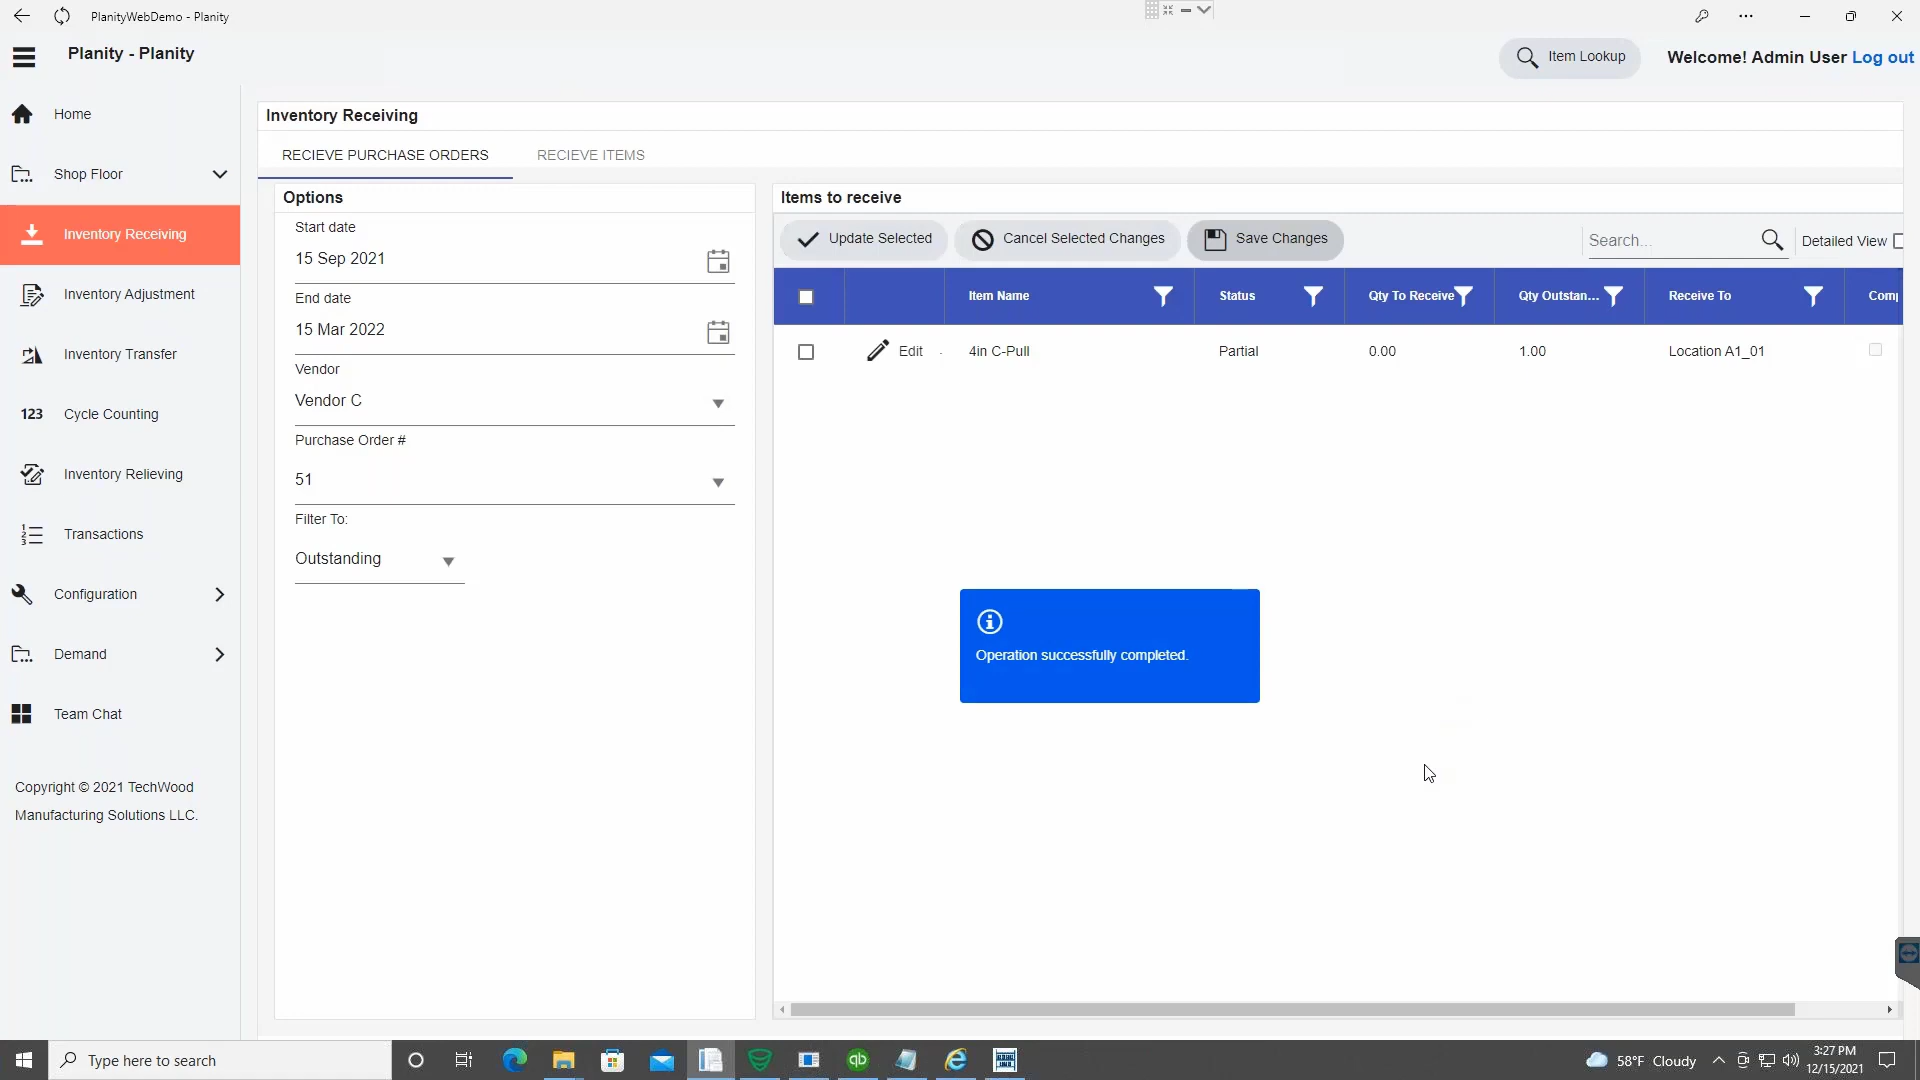 PlanityWebDemo - Planity
Planity - Planity
Item Lookup
Welcome! Admin User Log out
Home
Shop Floor
Inventory Receiving
Inventory Adjustment
Inventory Transfer
123 Cycle Counting
Inventory Relieving
Transactions
Configuration
Demand
Team Chat
Copyright © 2021 TechWood
Manufacturing Solutions LLC.
Inventory Receiving
RECIEVE PURCHASE ORDERS RECIEVE ITEMS
Options
Start date
15 Sep 2021
End date
15 Mar 2022
Vendor
Vendor C
Purchase Order #
51
Filter To:
Outstanding
Items to receive
Update Selected Cancel Selected Changes Save Changes Search... Detailed View
Item Name Status Qty To Receive Qty Outstan... Receive To Com
Edit 4in C-Pull Partial 0.00 1.00 Location A1_01
Operation successfully completed.
Type here to search
qb
58°F Cloudy
3:27 PM
12/15/2021